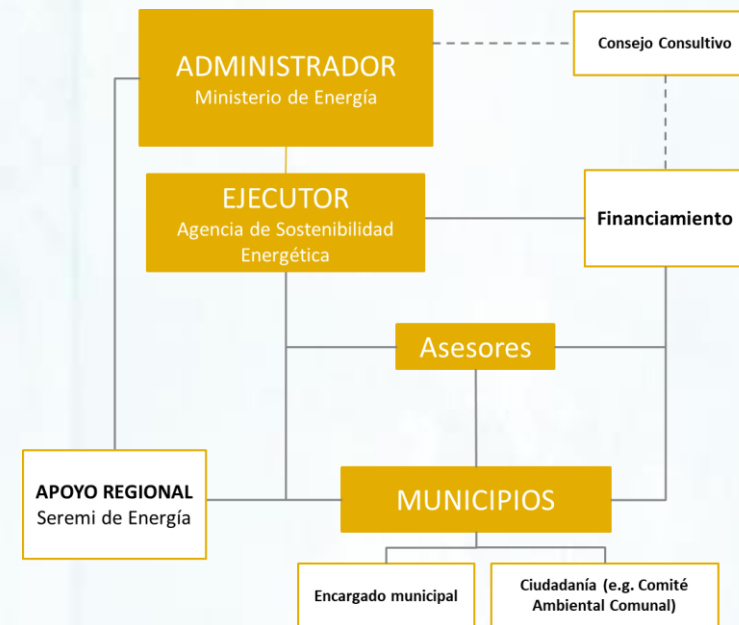 ADMINISTRADOR
Ministerio de Energía
Consejo Consultivo
EJECUTOR
Agencia de Sostenibilidad
Energética
Financiamiento
Asesores
APOYO REGIONAL
Seremi de Energía
MUNICIPIOS
Encargado municipal
Ciudadanía (e.g. Comité
Ambiental Comunal)